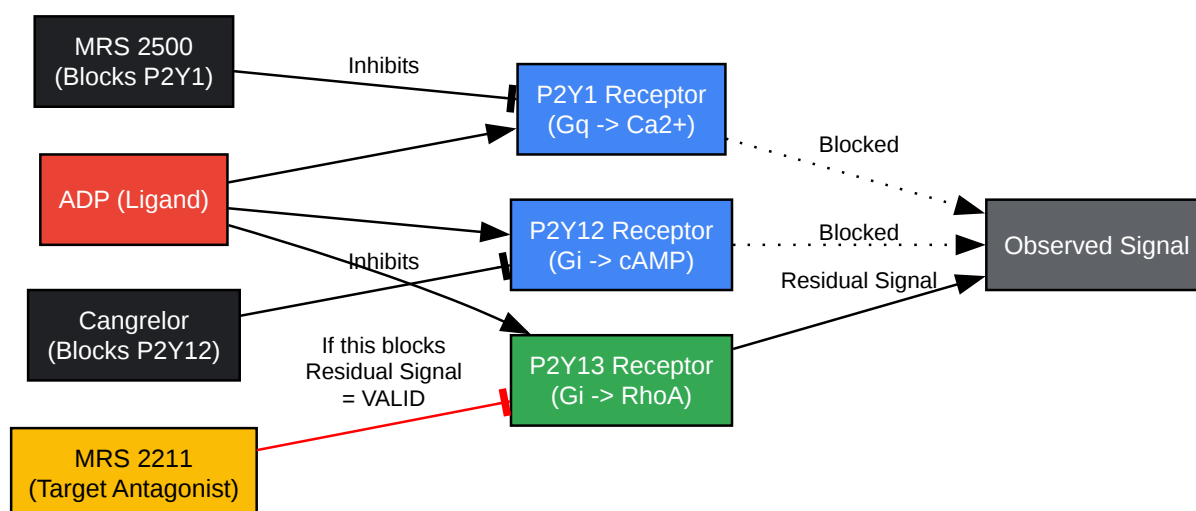 MRS 2500
(Blocks P2Y1)
Inhibits
P2Y1 Receptor
(Gq -> Ca2+)
Blocked
ADP (Ligand)
P2Y12 Receptor
(Gi -> cAMP)
Blocked
Observed Signal
Inhibits
Residual Signal
Cangrelor
(Blocks P2Y12)
If this blocks
Residual Signal
= VALID
P2Y13 Receptor
(Gi -> RhoA)
MRS 2211
(Target Antagonist)